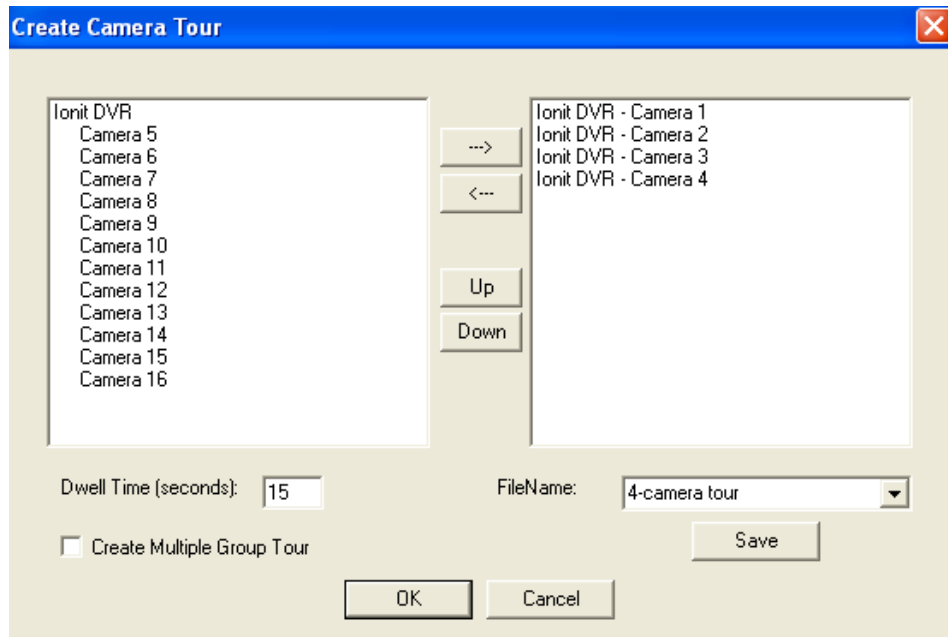 Create Camera Tour
Ionit DVR
Camera 5
Camera 6
Camera 7
Camera 8
Camera 9
Camera 10
Camera 11
Camera 12
Camera 13
Camera 14
Camera 15
Camera 16
--->
<---
Up
Down
Ionit DVR - Camera 1
Ionit DVR - Camera 2
Ionit DVR - Camera 3
Ionit DVR - Camera 4
Dwell Time (seconds): 15
FileName: 4-camera tour
Create Multiple Group Tour
Save
OK
Cancel